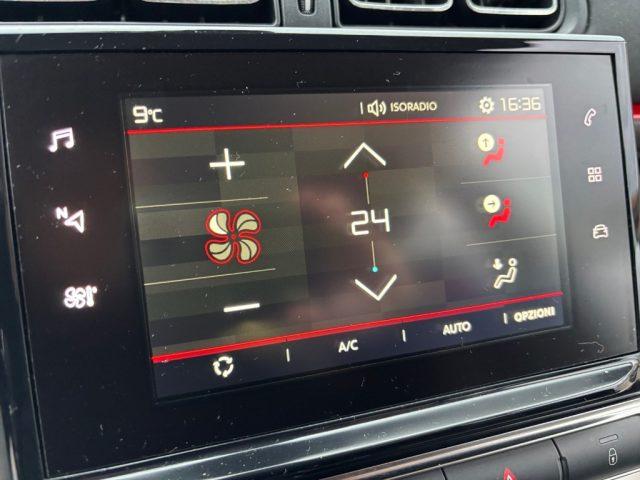 9°C ISORADIO 16:36
24
A/C AUTO OPZIONI
N